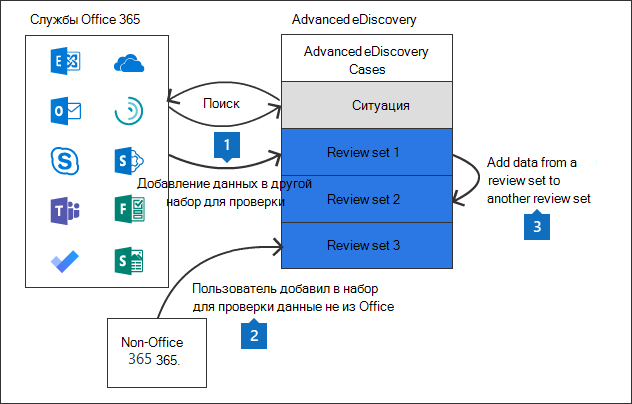 Службы Office 365
Advanced eDiscovery
Advanced eDiscovery
Cases
Поиск
Ситуация
1
Review set 1
Добавление данных в другой
набор для проверки
Review set 2
Add data from a
review set to
another review set
3
Review set 3
Пользователь добавил в набор
для проверки данные не из Office
2
Non-Office
365 365.